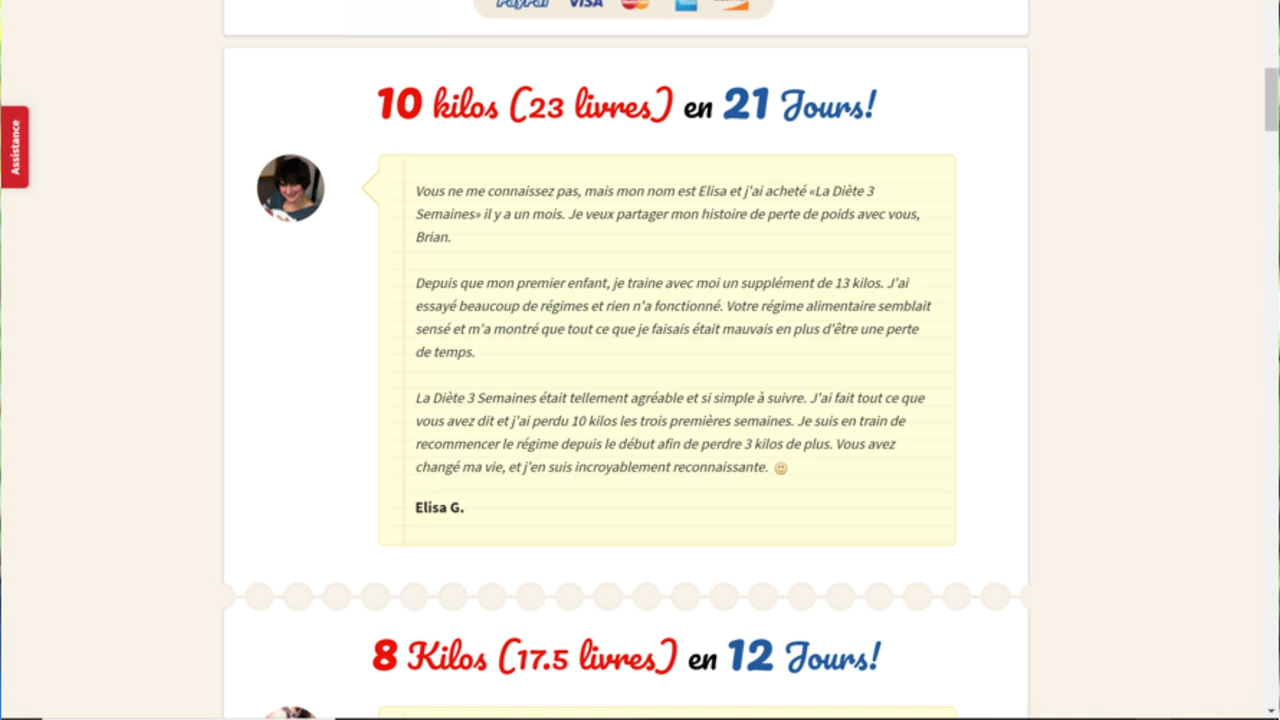 PayPal VISA
10 kilos (23 livres) en 21 Jours!
Assistance
Vous ne me connaissez pas, mais mon nom est Elisa et j'ai acheté «La Diète 3
Semaines» il y a un mois. Je veux partager mon histoire de perte de poids avec vous,
Brian.
Depuis que mon premier enfant, je traine avec moi un supplément de 13 kilos. J'ai
essayé beaucoup de régimes et rien n'a fonctionné. Votre régime alimentaire semblait
sensé et m'a montré que tout ce que je faisais était mauvais en plus d'être une perte
de temps.
La Diète 3 Semaines était tellement agréable et si simple à suivre. J'ai fait tout ce que
vous avez dit et j'ai perdu 10 kilos les trois premières semaines. Je suis en train de
recommencer le régime depuis le début afin de perdre 3 kilos de plus. Vous avez
changé ma vie, et j'en suis incroyablement reconnaissante.
Elisa G.
8 Kilos (17.5 livres) en 12 Jours!